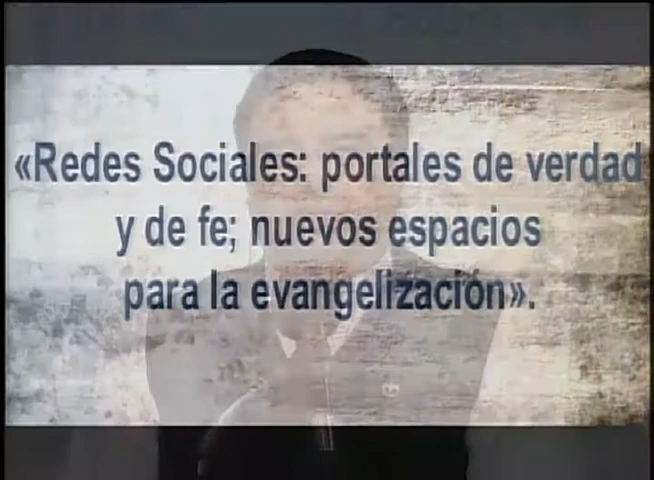 «Redes Sociales: portales de verdad
y de fe; nuevos espacios
para la evangelización».